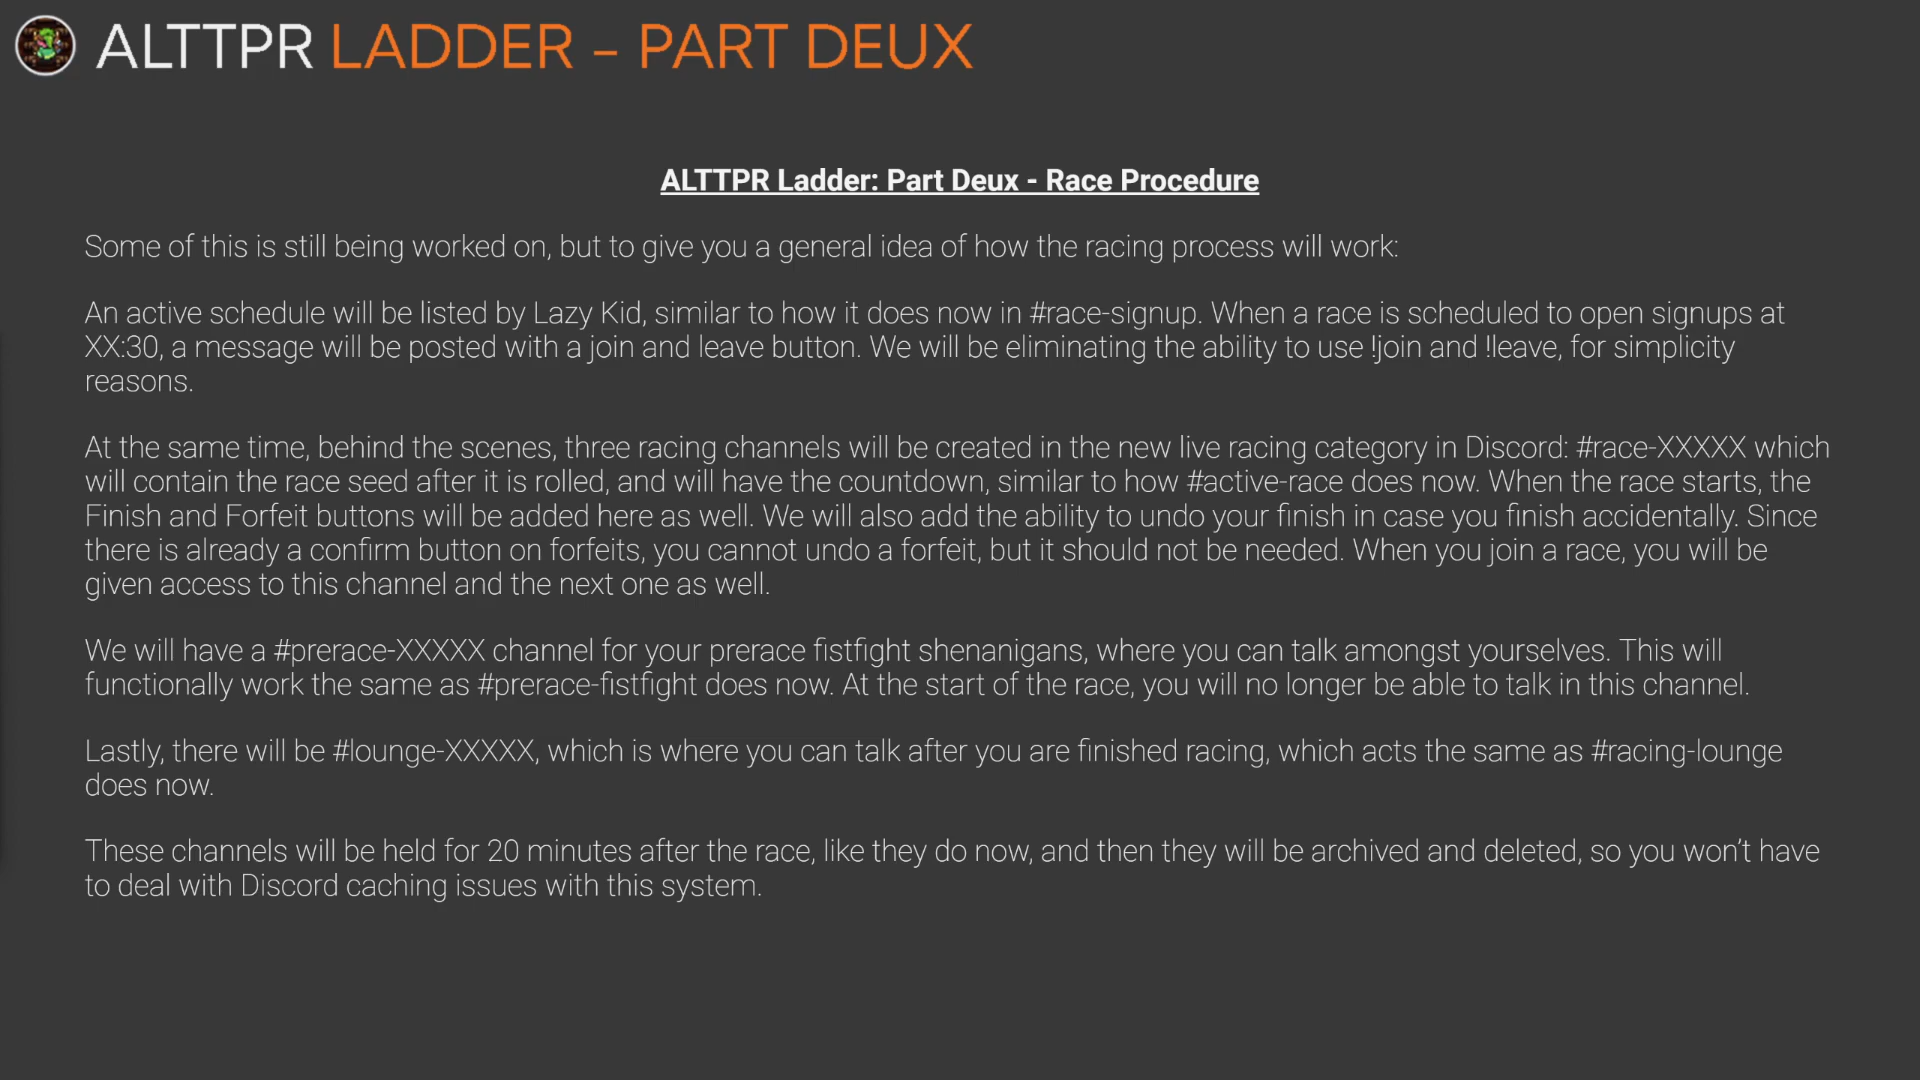 ALTTPR LADDER - PART DEUX
ALTTPR Ladder: Part Deux - Race Procedure
Some of this is still being worked on, but to give you a general idea of how the racing process will work:
An active schedule will be listed by Lazy Kid, similar to how it does now in #race-signup. When a race is scheduled to open signups at
XX:30, a message will be posted with a join and leave button. We will be eliminating the ability to use !join and !leave, for simplicity
reasons.
At the same time, behind the scenes, three racing channels will be created in the new live racing category in Discord: #race-XXXXX which
will contain the race seed after it is rolled, and will have the countdown, similar to how #active-race does now. When the race starts, the
Finish and Forfeit buttons will be added here as well. We will also add the ability to undo your finish in case you finish accidentally. Since
there is already a confirm button on forfeits, you cannot undo a forfeit, but it should not be needed. When you join a race, you will be
given access to this channel and the next one as well.
We will have a #prerace-XXXXX channel for your prerace fistfight shenanigans, where you can talk amongst yourselves. This will
functionally work the same as #prerace-fistfight does now. At the start of the race, you will no longer be able to talk in this channel.
Lastly, there will be #lounge-XXXXX, which is where you can talk after you are finished racing, which acts the same as #racing-lounge
does now.
These channels will be held for 20 minutes after the race, like they do now, and then they will be archived and deleted, so you won't have
to deal with Discord caching issues with this system.